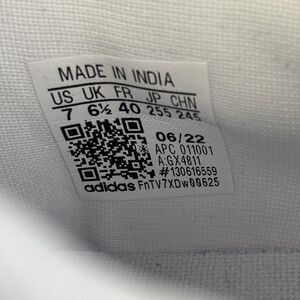 MADE IN INDIA
US UK FR JP CHN
7 6½ 40 255 245
06/22
APC 011001
A:GX4811
#130616559
adidas FnTV7XDw00625